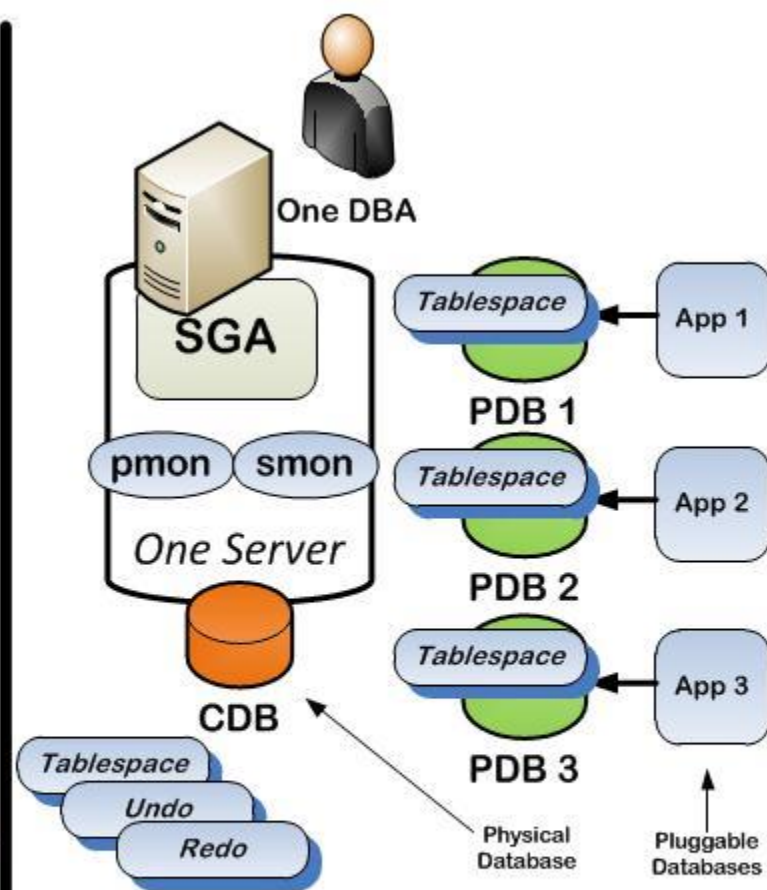 One DBA
SGA
pmon
smon
One Server
CDB
Tablespace
Undo
Redo
Tablespace
PDB 1
App 1
Tablespace
PDB 2
App 2
Tablespace
PDB 3
App 3
Physical
Database
Pluggable
Databases